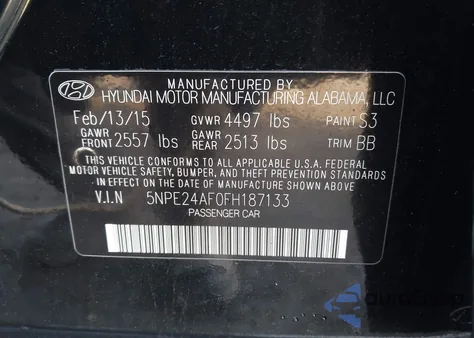 MANUFACTURED BY
HYUNDAI MOTOR MANUFACTURING ALABAMA, LLC
Feb/13/15 GVWR 4497 lbs PAINT S3
GAWR FRONT 2557 lbs GAWR REAR 2513 lbs TRIM BB
THIS VEHICLE CONFORMS TO ALL APPLICABLE U.S.A. FEDERAL
MOTOR VEHICLE SAFETY, BUMPER, AND THEFT PREVENTION STANDARDS
IN EFFECT ON THE DATE OF MANUFACTURE SHOWN ABOVE.
V.I.N 5NPE24AF0FH187133
PASSENGER CAR